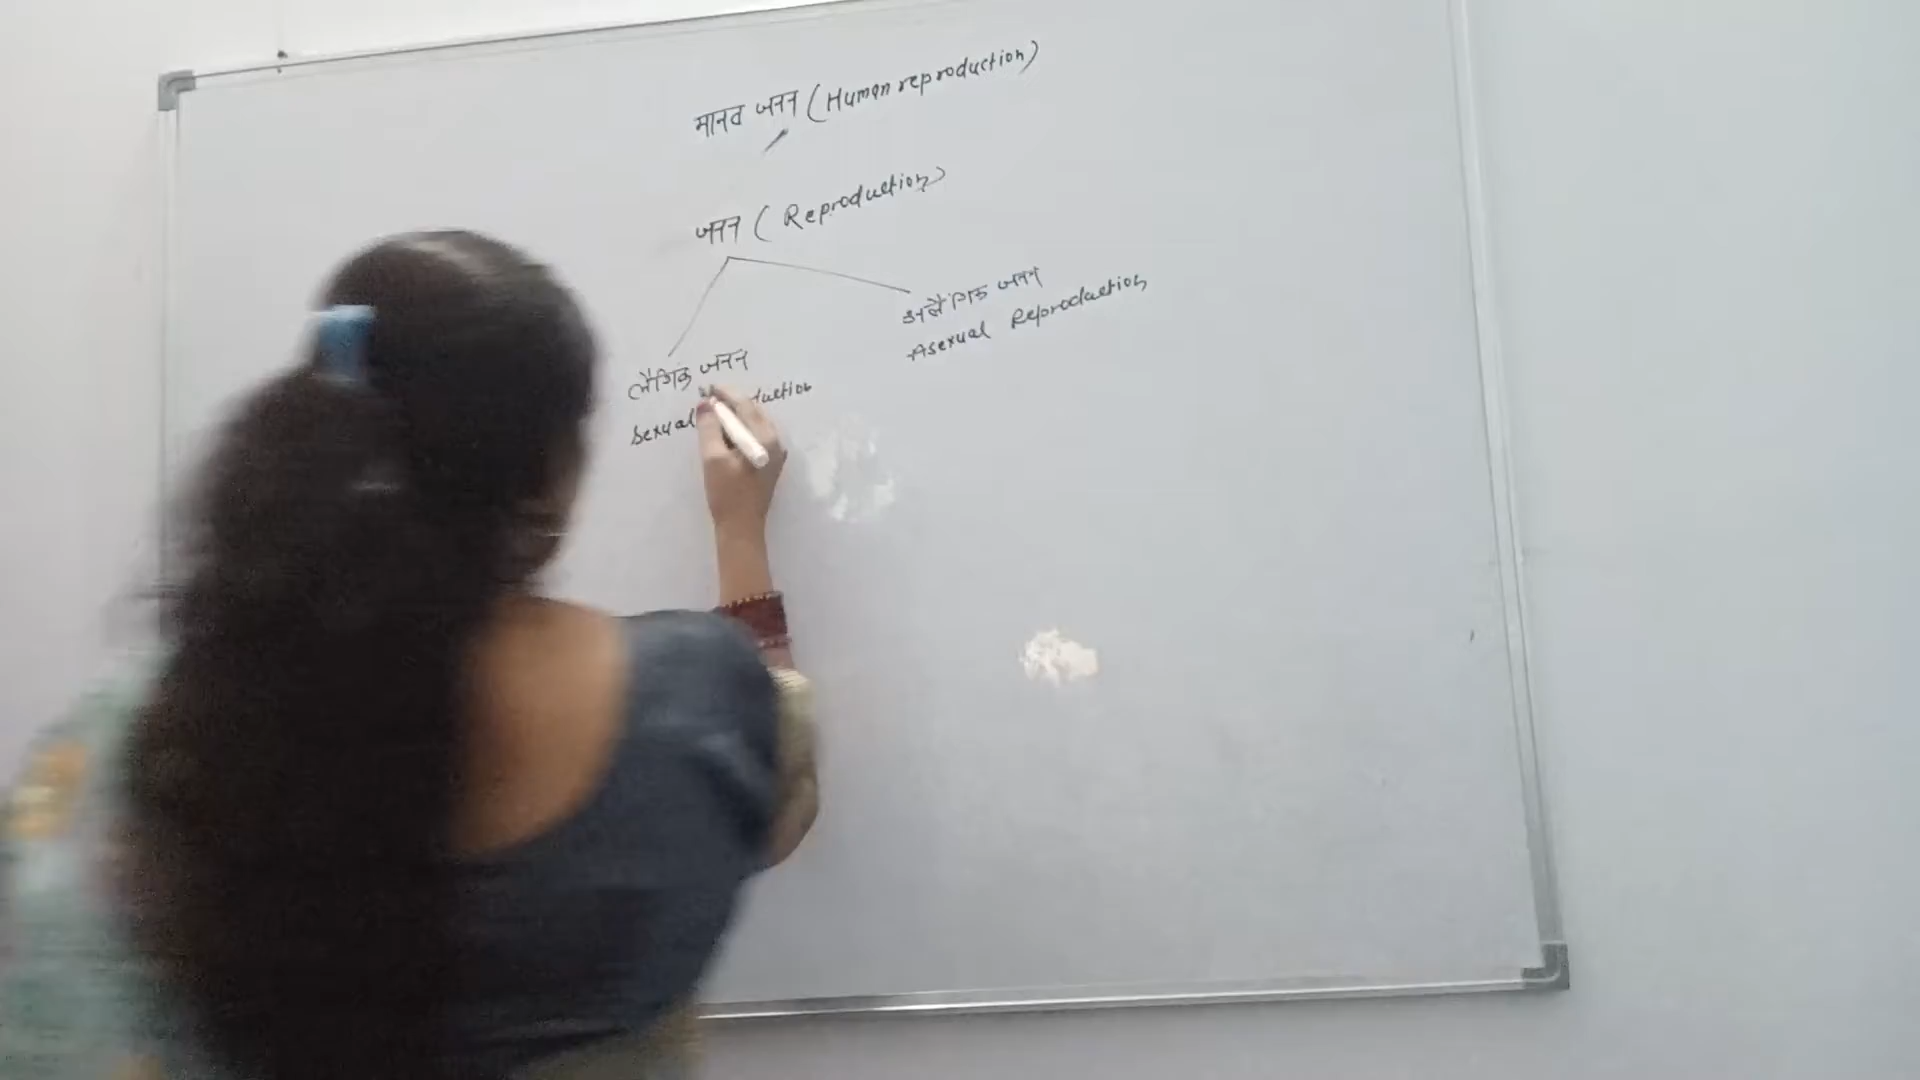 मानव जनन (Human reproduction)
जनन (Reproduction)
अलैंगिक जनन
Asexual Reproduction
लैंगिक जनन
Sexual